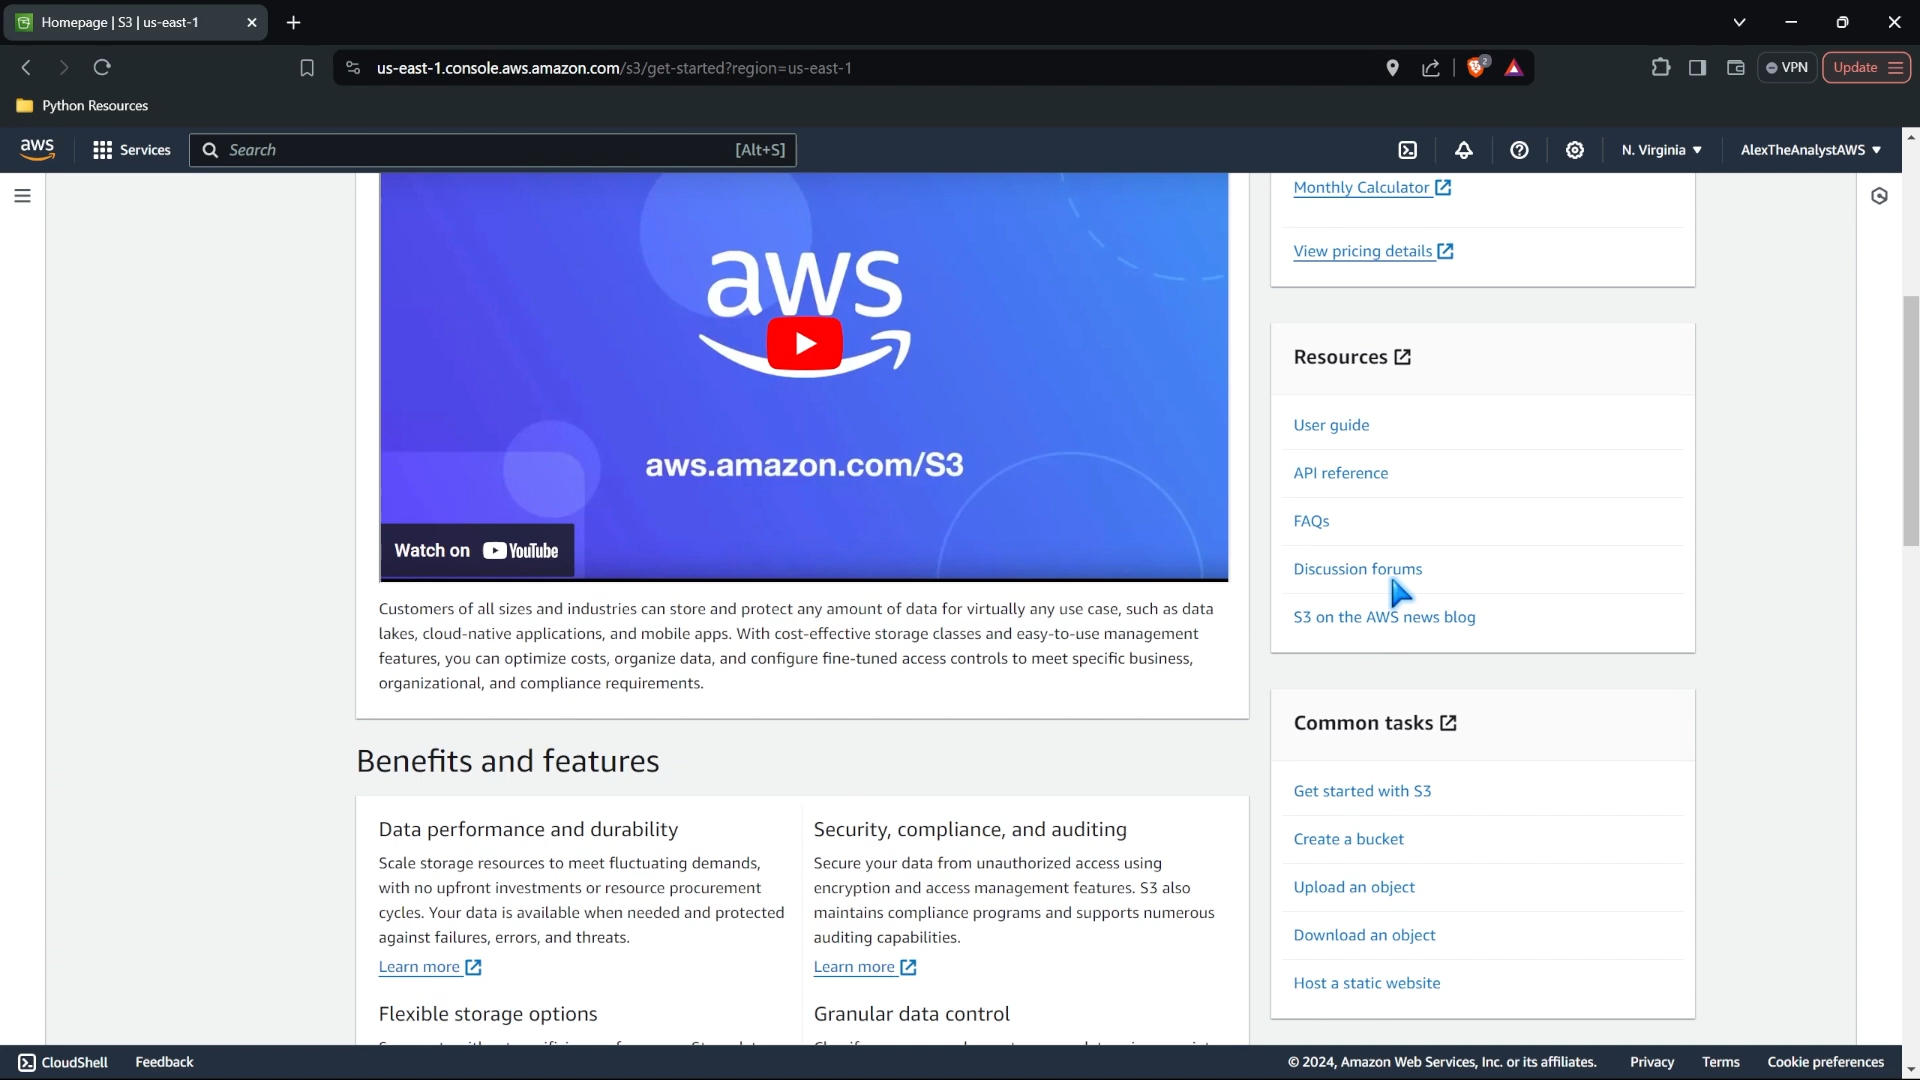 Homepage | S3 | us-east-1
us-east-1.console.aws.amazon.com/s3/get-started?region=us-east-1
2
VPN
Update
Python Resources
aws
Services
Search
[Alt+S]
N. Virginia
AlexTheAnalystAWS
aws
aws.amazon.com/S3
Watch on YouTube
Customers of all sizes and industries can store and protect any amount of data for virtually any use case, such as data
lakes, cloud-native applications, and mobile apps. With cost-effective storage classes and easy-to-use management
features, you can optimize costs, organize data, and configure fine-tuned access controls to meet specific business,
organizational, and compliance requirements.
Benefits and features
Data performance and durability
Scale storage resources to meet fluctuating demands,
with no upfront investments or resource procurement
cycles. Your data is available when needed and protected
against failures, errors, and threats.
Learn more
Flexible storage options
Security, compliance, and auditing
Secure your data from unauthorized access using
encryption and access management features. S3 also
maintains compliance programs and supports numerous
auditing capabilities.
Learn more
Granular data control
Monthly Calculator
View pricing details
Resources
User guide
API reference
FAQs
Discussion forums
S3 on the AWS news blog
Common tasks
Get started with S3
Create a bucket
Upload an object
Download an object
Host a static website
CloudShell
Feedback
© 2024, Amazon Web Services, Inc. or its affiliates.
Privacy
Terms
Cookie preferences